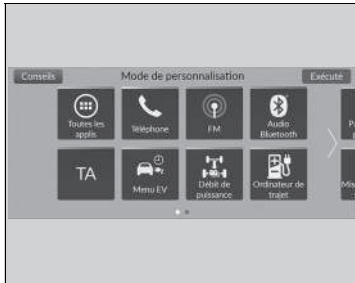 Conseils
Mode de personnalisation
Exécuté
Toutes les
applis
Téléphone
FM
Audio
Bluetooth
TA
Menu EV
Débit de
puissance
Ordinateur de
trajet